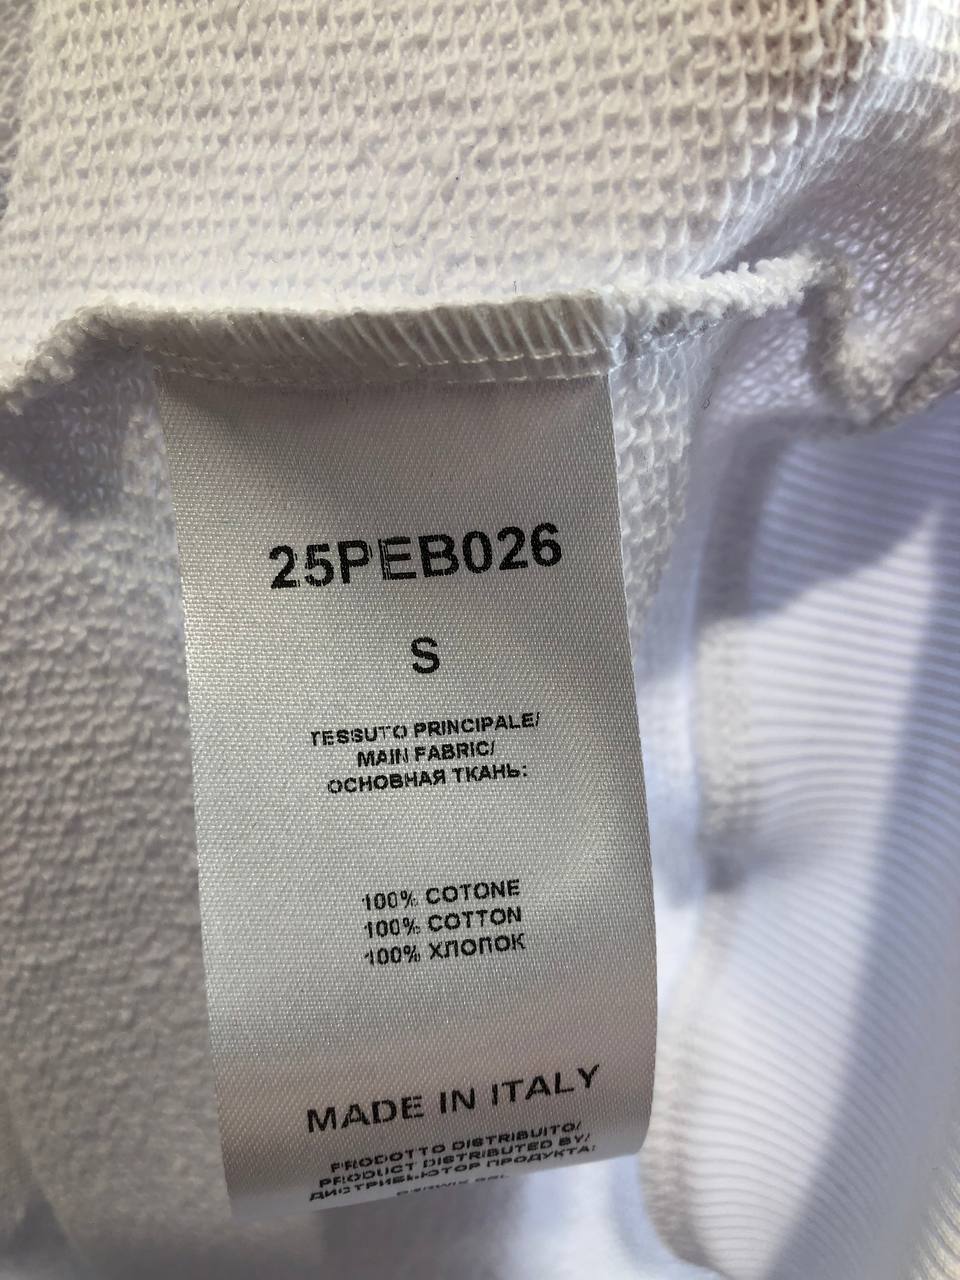 25PEB026
S
TESSUTO PRINCIPALE/
MAIN FABRIC/
ОСНОВНАЯ ТКАНЬ:
100% COTONE
100% COTTON
100% ХЛОПОК
MADE IN ITALY
PRODOTTO DISTRIBUITO/
PRODUCT DISTRIBUTED BY/
ДИСТРИБЬЮТОР ПРОДУКТА: